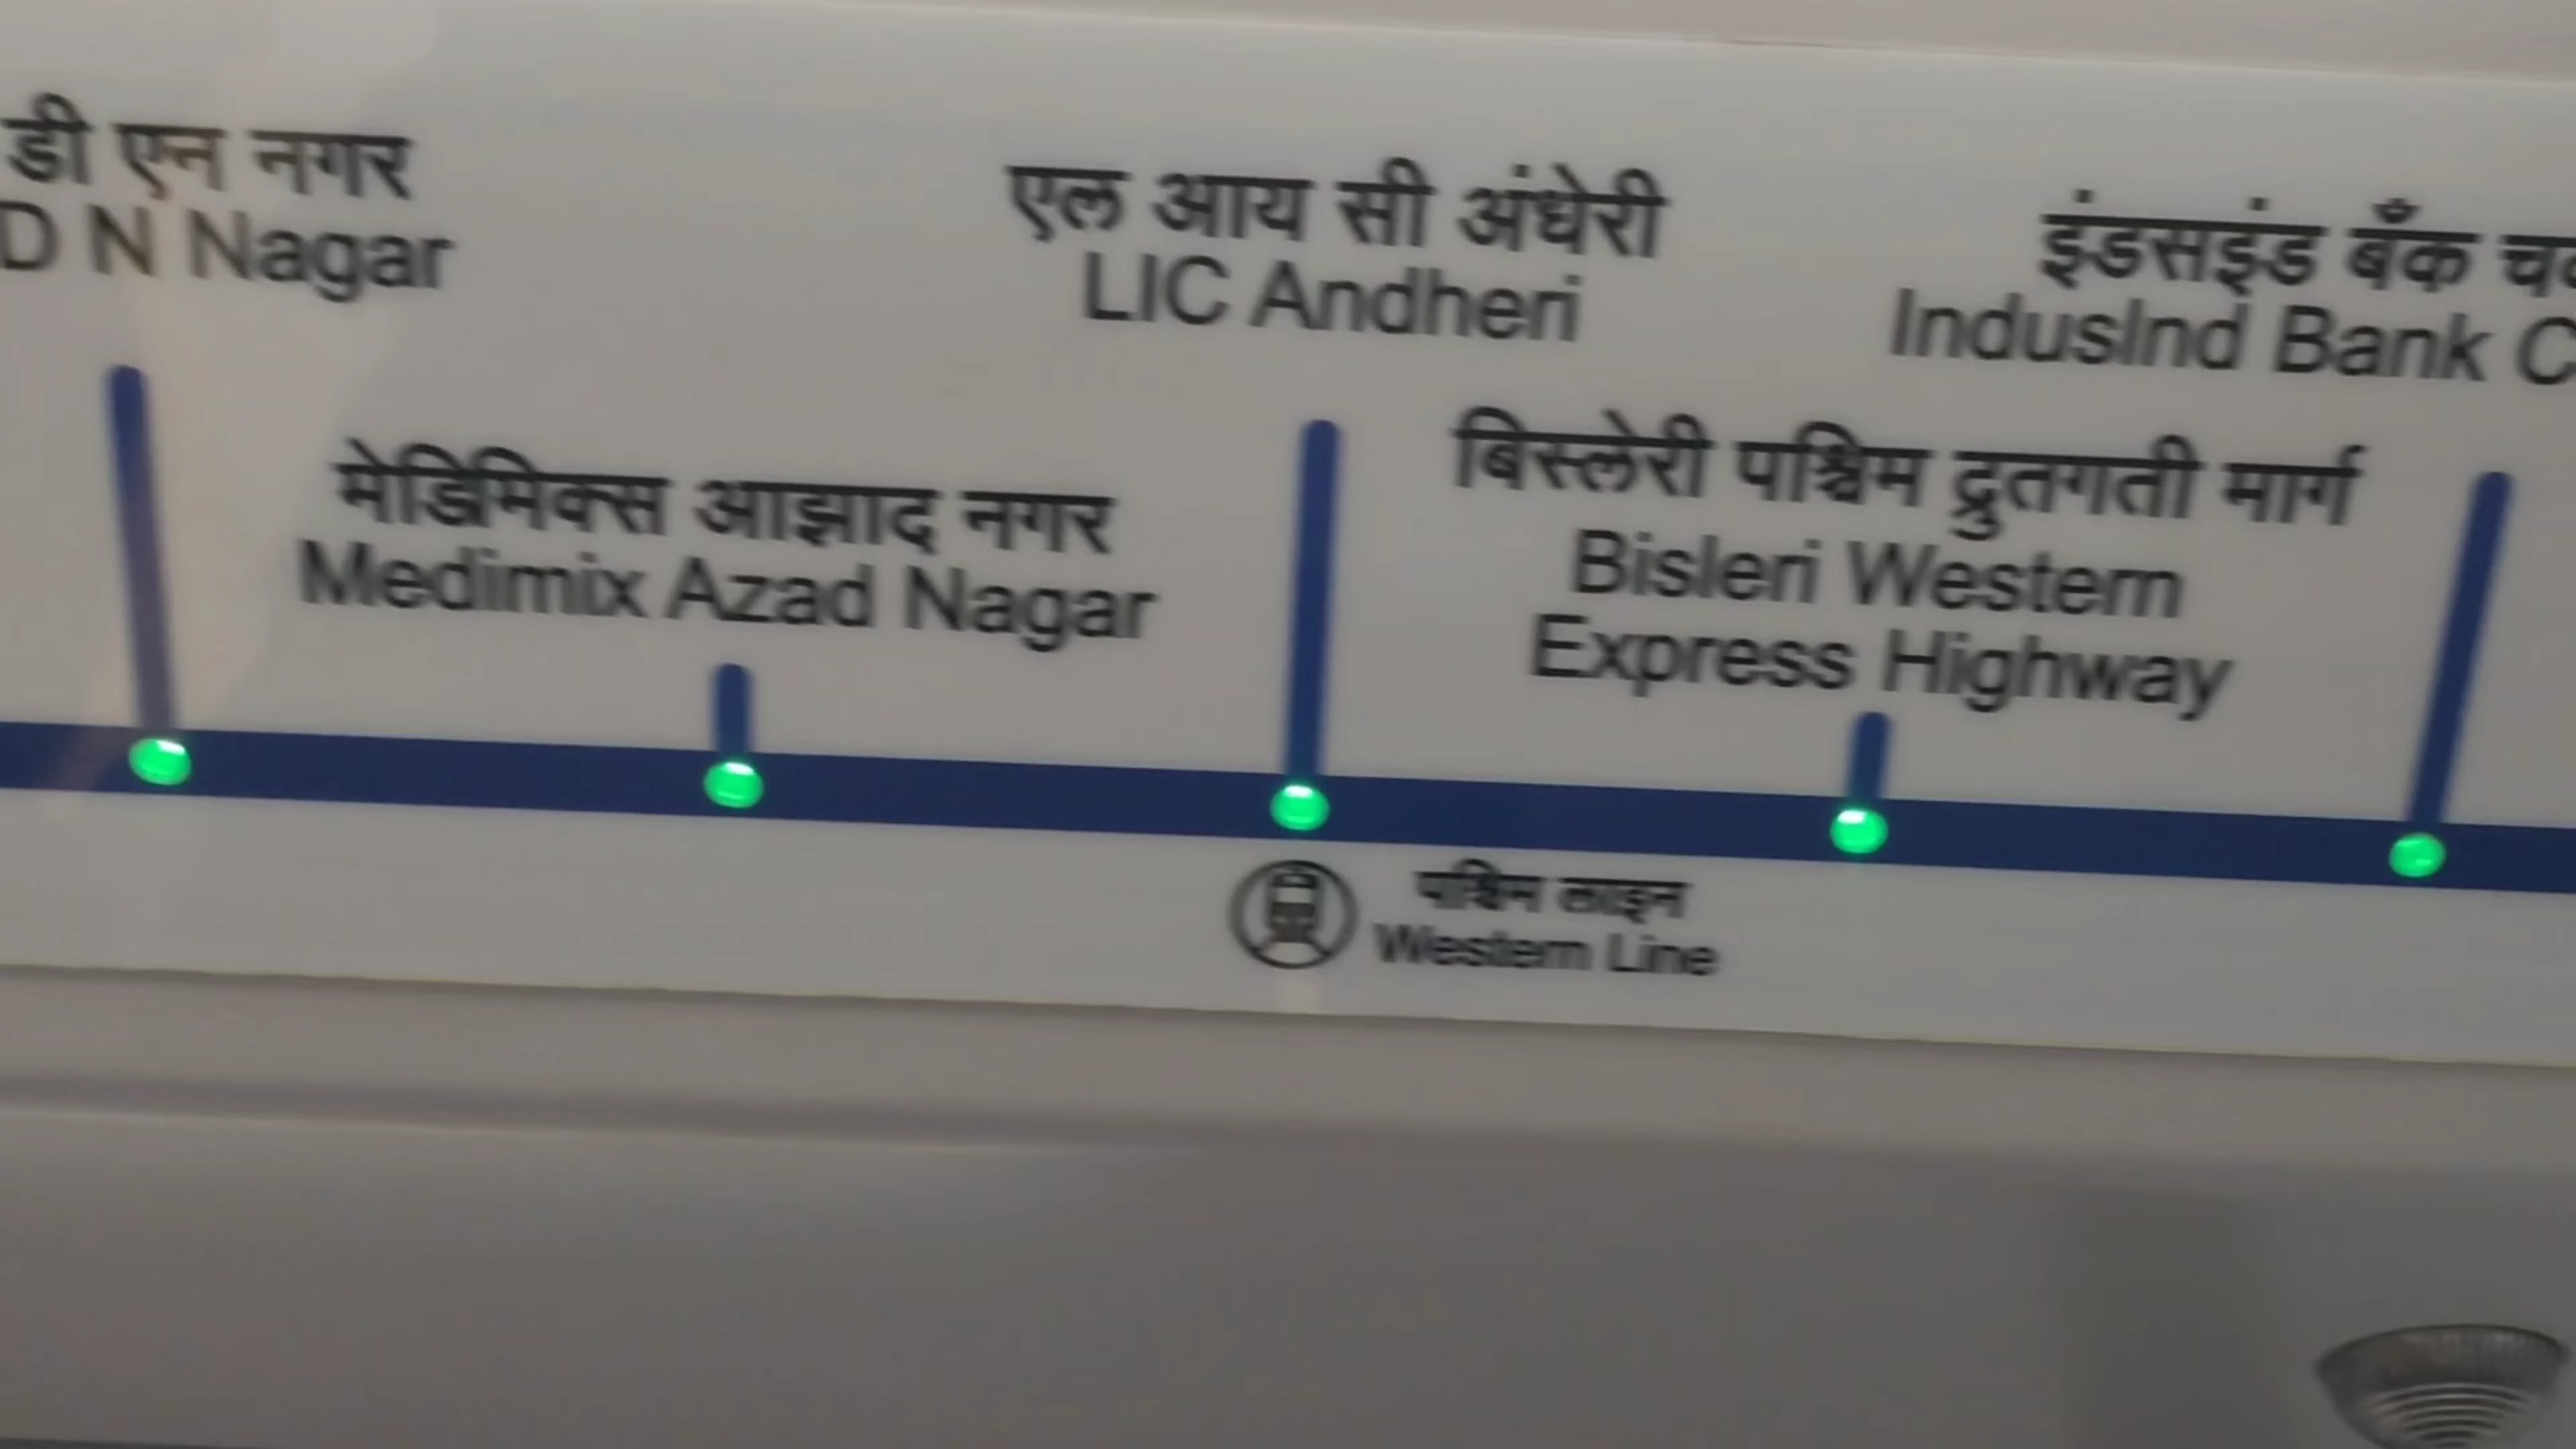 डी एन नगर
D N Nagar
मेडिमिक्स आझाद नगर
Medimix Azad Nagar
एल आय सी अंधेरी
LIC Andheri
पश्चिम लाइन
Western Line
बिस्लेरी पश्चिम द्रुतगती मार्ग
Bisleri Western
Express Highway
इंडसइंड बँक
IndusInd Bank